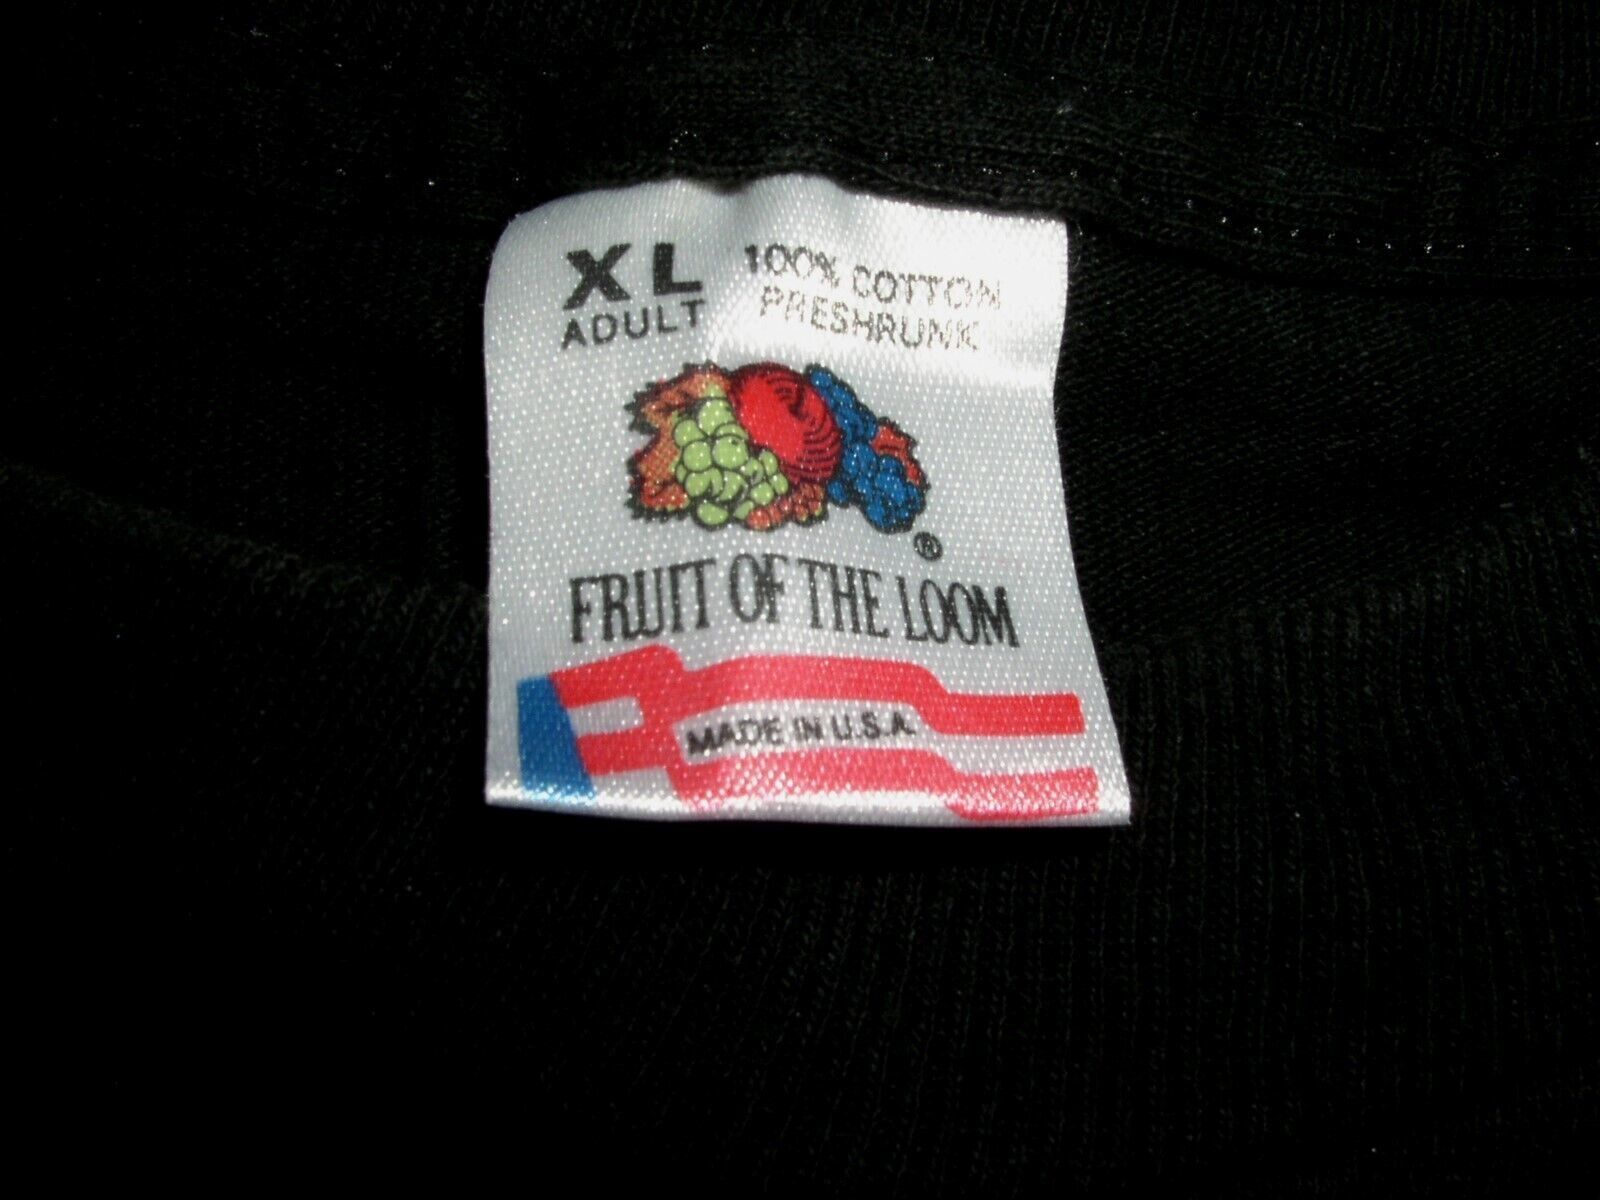 XL
ADULT
100% COTTON
PRESHRUNK
®
FRUIT OF THE LOOM
MADE IN U.S.A.